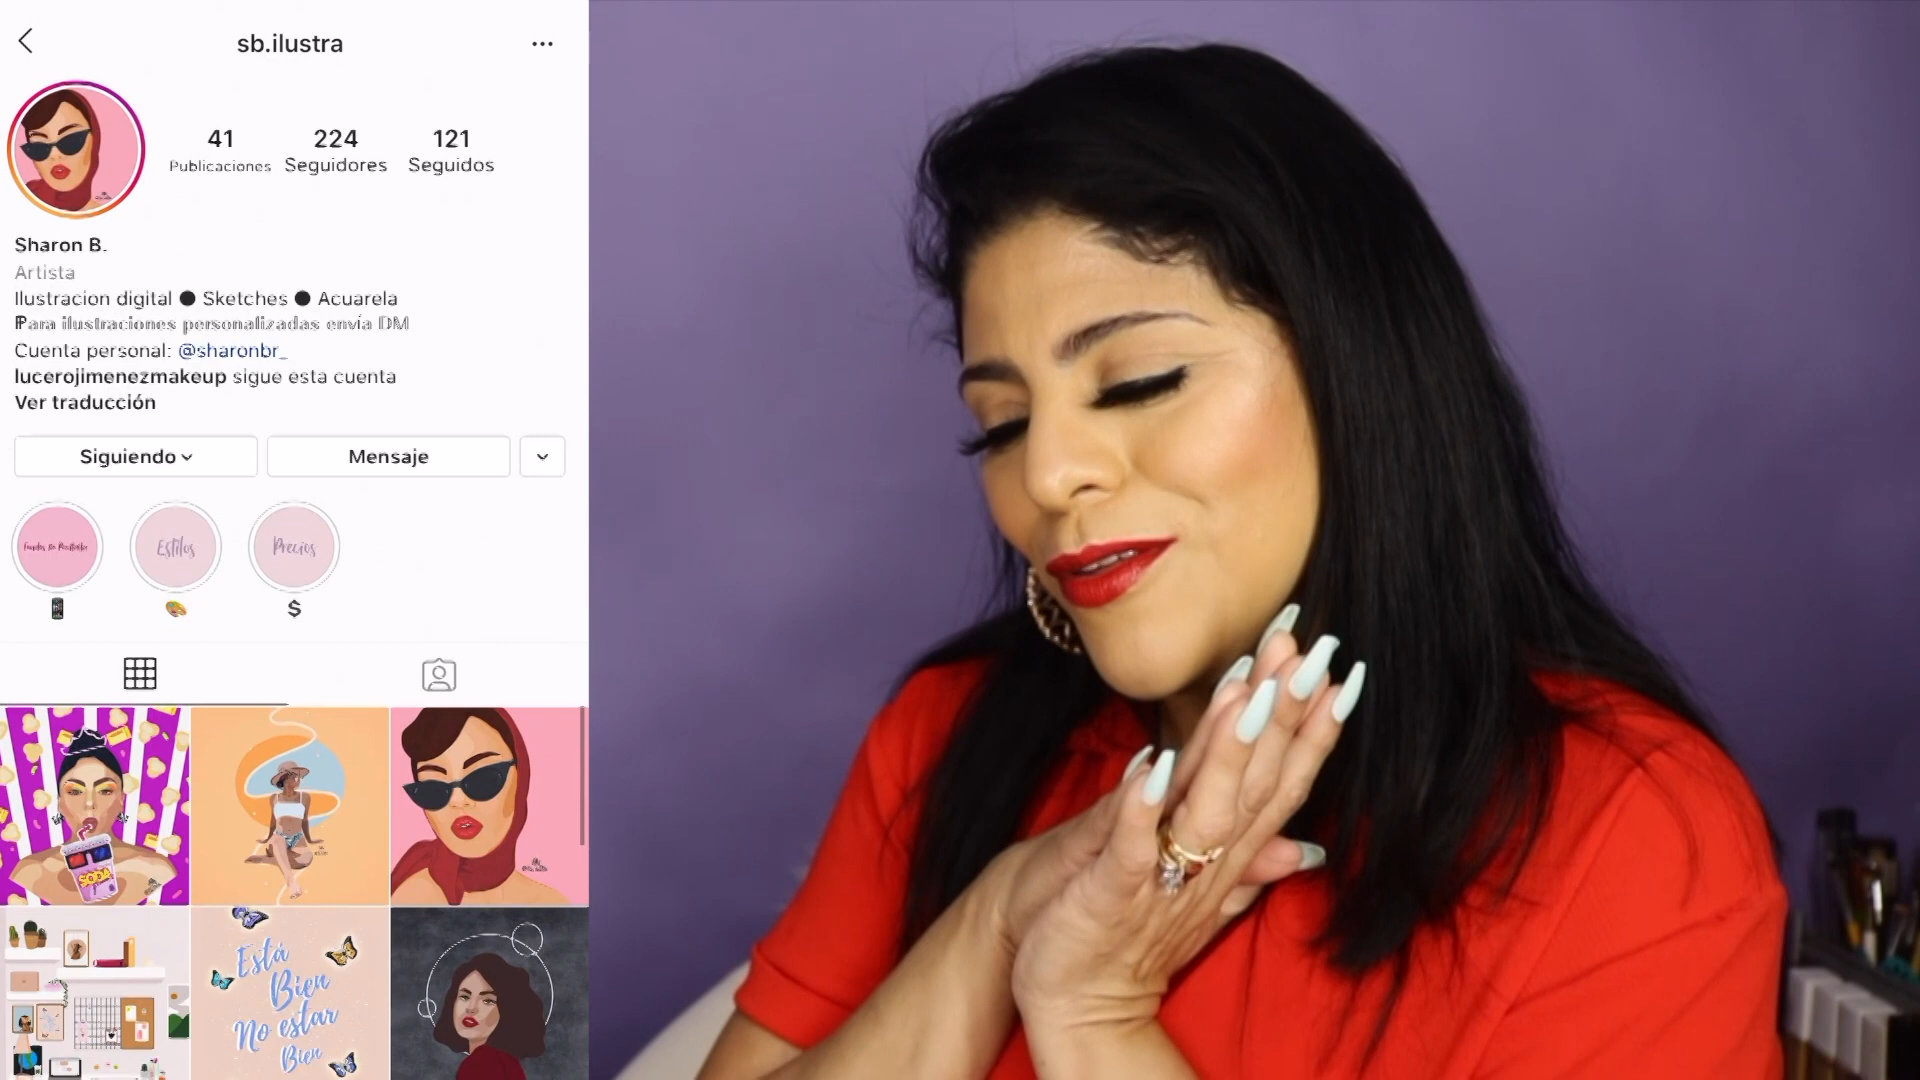 sb.ilustra
41
224
121
Publicaciones
Seguidores
Seguidos
Sharon B.
Artista
Ilustracion digital ● Sketches ● Acuarela
Para ilustraciones personalizadas envía DM
Cuenta personal: @sharonbr_
lucerojimenezmakeup sigue esta cuenta
Ver traducción
Siguiendo
Mensaje
Estilos
Precios
$
SODA
Está
Bien
No estar
Bien